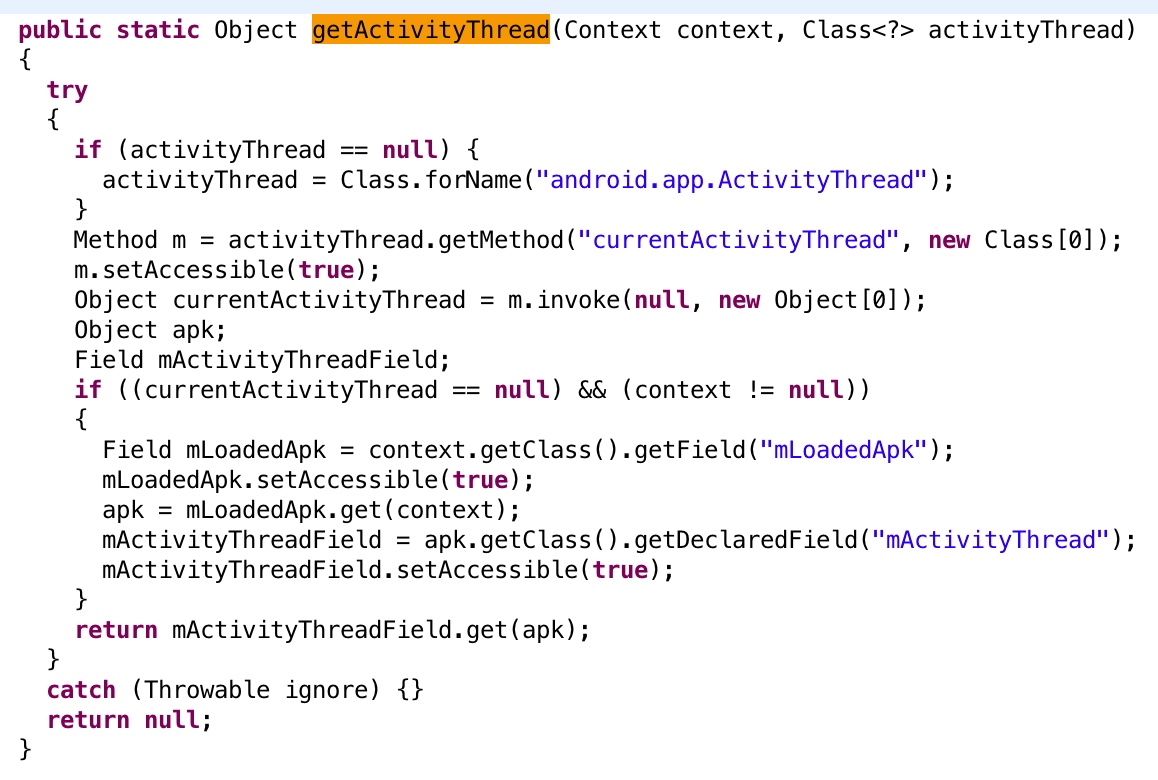 public static Object getActivityThread(Context context, Class<?> activityThread)
{
  try
  {
    if (activityThread == null) {
      activityThread = Class.forName("android.app.ActivityThread");
    }
    Method m = activityThread.getMethod("currentActivityThread", new Class[0]);
    m.setAccessible(true);
    Object currentActivityThread = m.invoke(null, new Object[0]);
    Object apk;
    Field mActivityThreadField;
    if ((currentActivityThread == null) && (context != null))
    {
      Field mLoadedApk = context.getClass().getField("mLoadedApk");
      mLoadedApk.setAccessible(true);
      apk = mLoadedApk.get(context);
      mActivityThreadField = apk.getClass().getDeclaredField("mActivityThread");
      mActivityThreadField.setAccessible(true);
    }
    return mActivityThreadField.get(apk);
  }
  catch (Throwable ignore) {}
  return null;
}